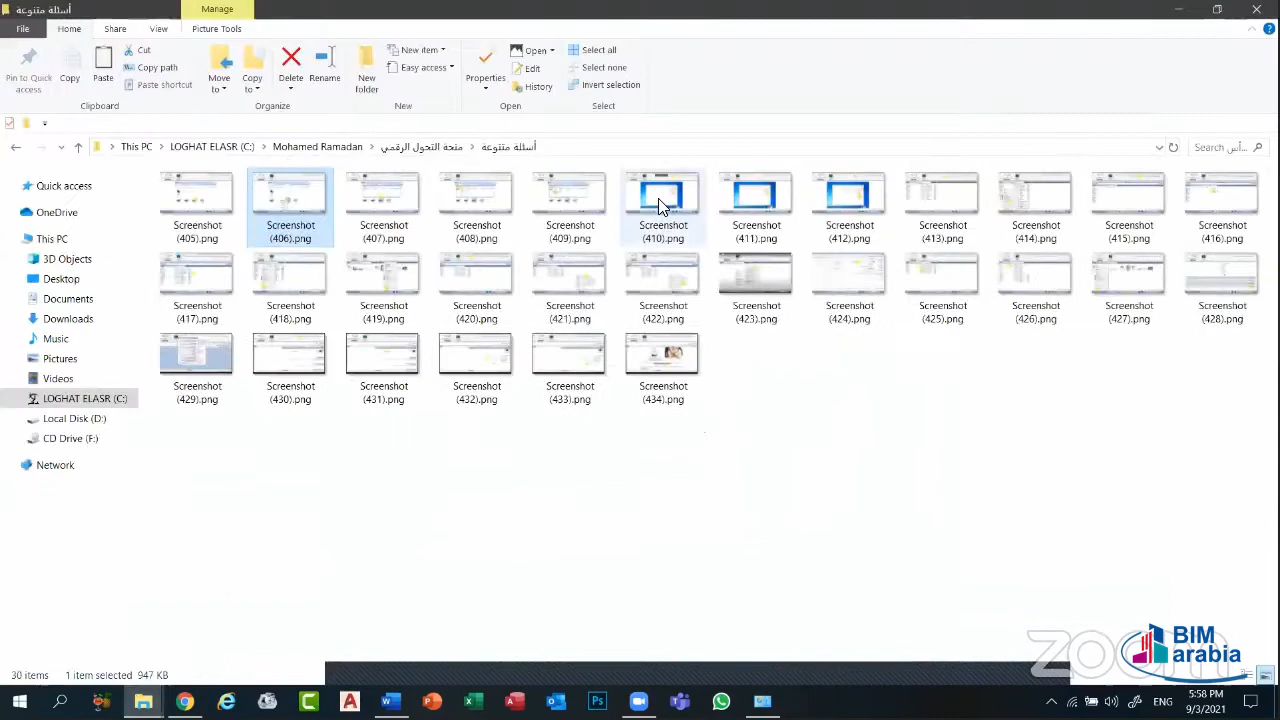 أسئلة متنوعة
Manage
File
Home
Share
View
Picture Tools
Pin to Quick access
Copy
Paste
Cut
Copy path
Paste shortcut
Clipboard
Move to
Copy to
Delete
Rename
Organize
New folder
New item
Easy access
New
Properties
Open
Edit
History
Open
Select all
Select none
Invert selection
Select
This PC
LOGHAT ELASR (C:)
Mohamed Ramadan
منحة التحول الرقمي
أسئلة متنوعة
Search أس...
Quick access
OneDrive
This PC
3D Objects
Desktop
Documents
Downloads
Music
Pictures
Videos
LOGHAT ELASR (C:)
Local Disk (D:)
CD Drive (F:)
Network
Screenshot (405).png
Screenshot (406).png
Screenshot (407).png
Screenshot (408).png
Screenshot (409).png
Screenshot (410).png
Screenshot (411).png
Screenshot (412).png
Screenshot (413).png
Screenshot (414).png
Screenshot (415).png
Screenshot (416).png
Screenshot (417).png
Screenshot (418).png
Screenshot (419).png
Screenshot (420).png
Screenshot (421).png
Screenshot (422).png
Screenshot (423).png
Screenshot (424).png
Screenshot (425).png
Screenshot (426).png
Screenshot (427).png
Screenshot (428).png
Screenshot (429).png
Screenshot (430).png
Screenshot (431).png
Screenshot (432).png
Screenshot (433).png
Screenshot (434).png
30 items
1 item selected 947 KB
zoom
BIM
arabia
ENG
5:58 PM
9/3/2021